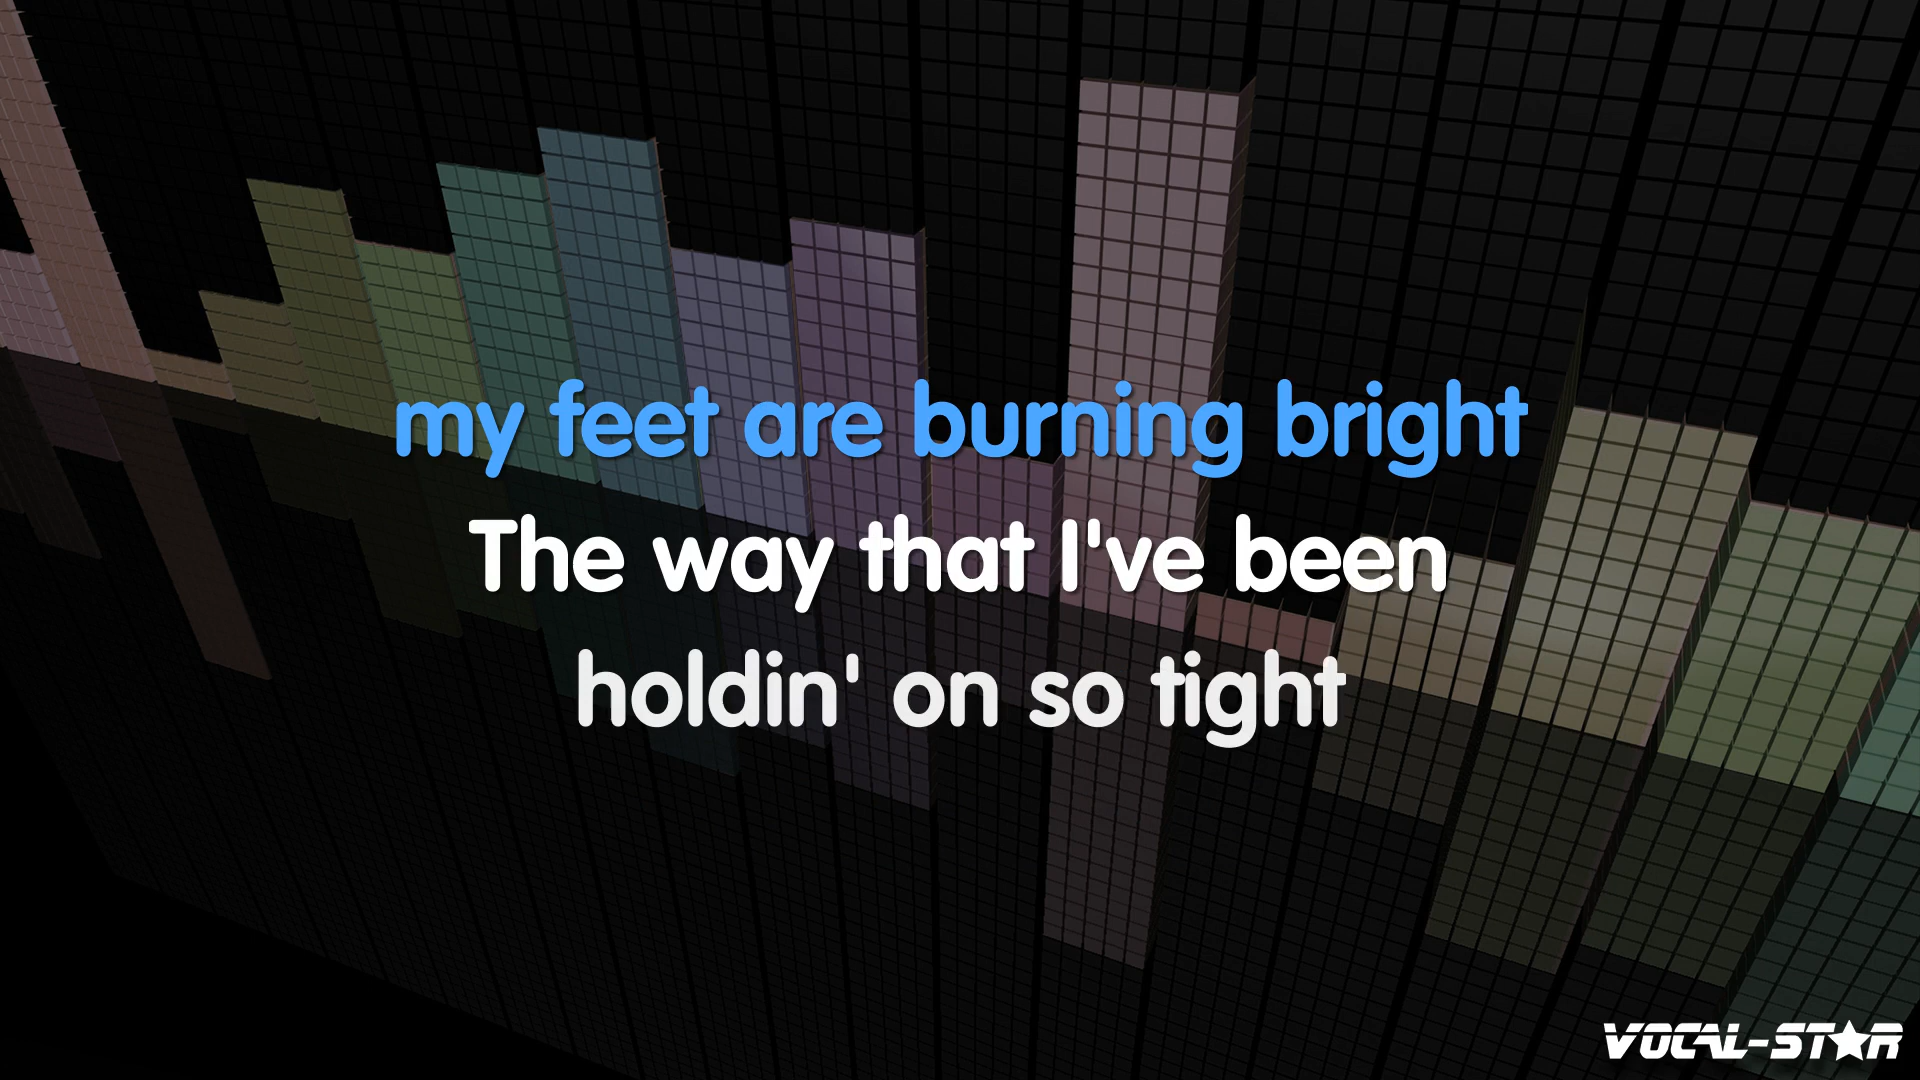 my feet are burning bright
The way that I've been
holdin' on so tight
VOCAL-STAR